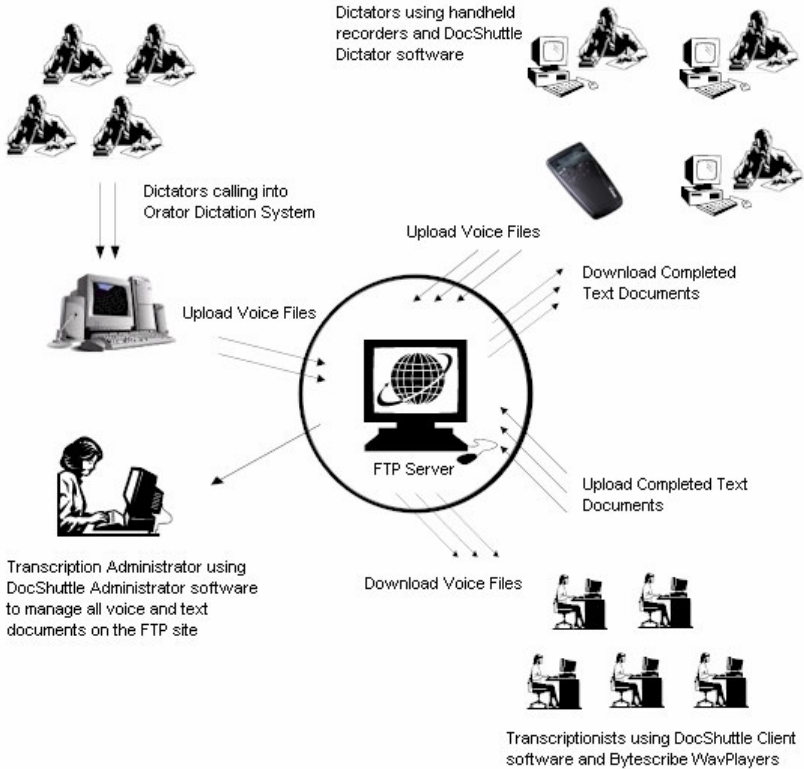 Dictators using handheld
recorders and DocShuttle
Dictator software
Dictators calling into
Orator Dictation System
Upload Voice Files
Download Completed
Text Documents
Upload Voice Files
FTP Server
Upload Completed Text
Documents
Transcription Administrator using
DocShuttle Administrator software
to manage all voice and text
documents on the FTP site
Download Voice Files
Transcriptionists using DocShuttle Client
software and Bytescribe WavPlayers